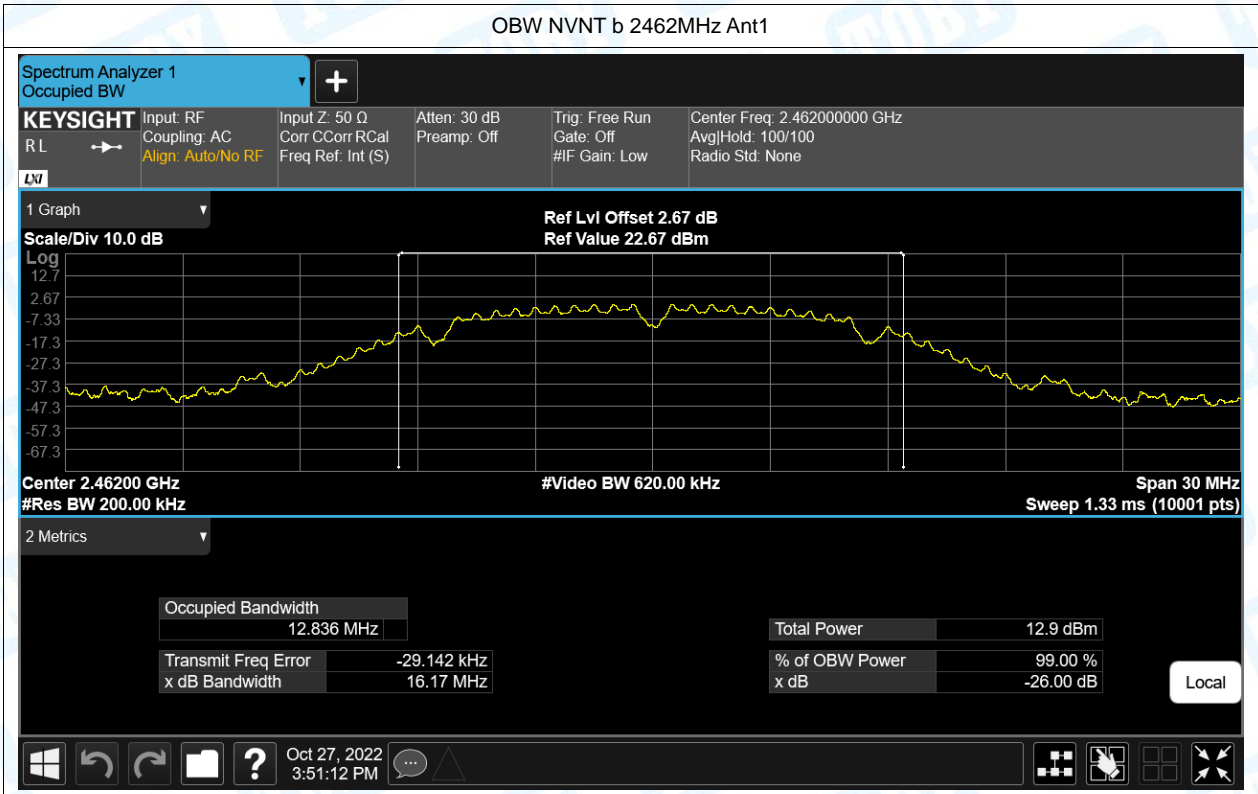 OBW NVNT b 2462MHz Ant1
Spectrum Analyzer 1
Occupied BW
+
KEYSIGHT
R L
LXI
Input: RF
Coupling: AC
Align: Auto/No RF
Input Z: 50 Ω
Corr CCorr RCal
Freq Ref: Int (S)
Atten: 30 dB
Preamp: Off
Trig: Free Run
Gate: Off
#IF Gain: Low
Center Freq: 2.462000000 GHz
Avg|Hold: 100/100
Radio Std: None
1 Graph
Scale/Div 10.0 dB
Ref Lvl Offset 2.67 dB
Ref Value 22.67 dBm
Log
12.7
2.67
-7.33
-17.3
-27.3
-37.3
-47.3
-57.3
-67.3
Center 2.46200 GHz
#Res BW 200.00 kHz
#Video BW 620.00 kHz
Span 30 MHz
Sweep 1.33 ms (10001 pts)
2 Metrics
Occupied Bandwidth
12.836 MHz
Transmit Freq Error -29.142 kHz
x dB Bandwidth 16.17 MHz
Total Power 12.9 dBm
% of OBW Power 99.00 %
x dB -26.00 dB
Local
?
Oct 27, 2022
3:51:12 PM